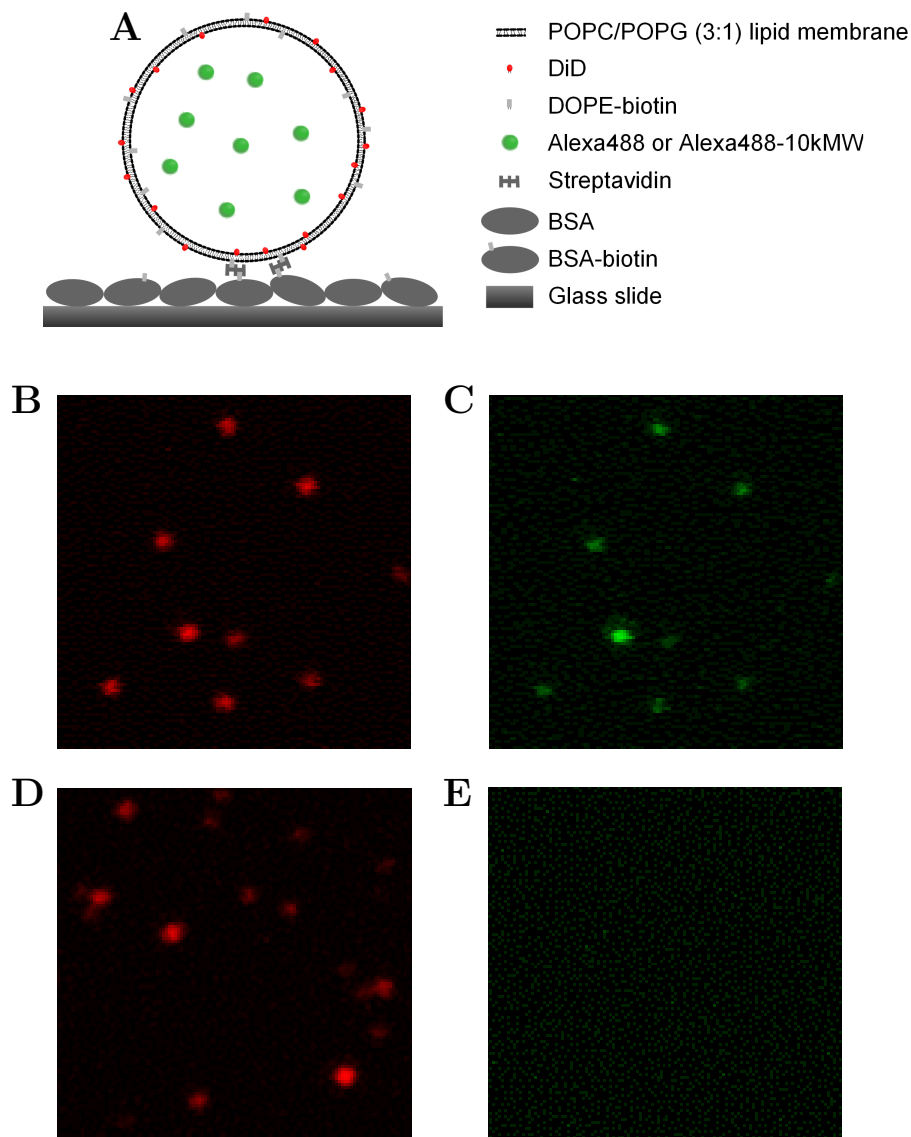 A
POPC/POPG (3:1) lipid membrane
DiD
DOPE-biotin
Alexa488 or Alexa488-10kMW
Streptavidin
BSA
BSA-biotin
Glass slide
B
C
D
E